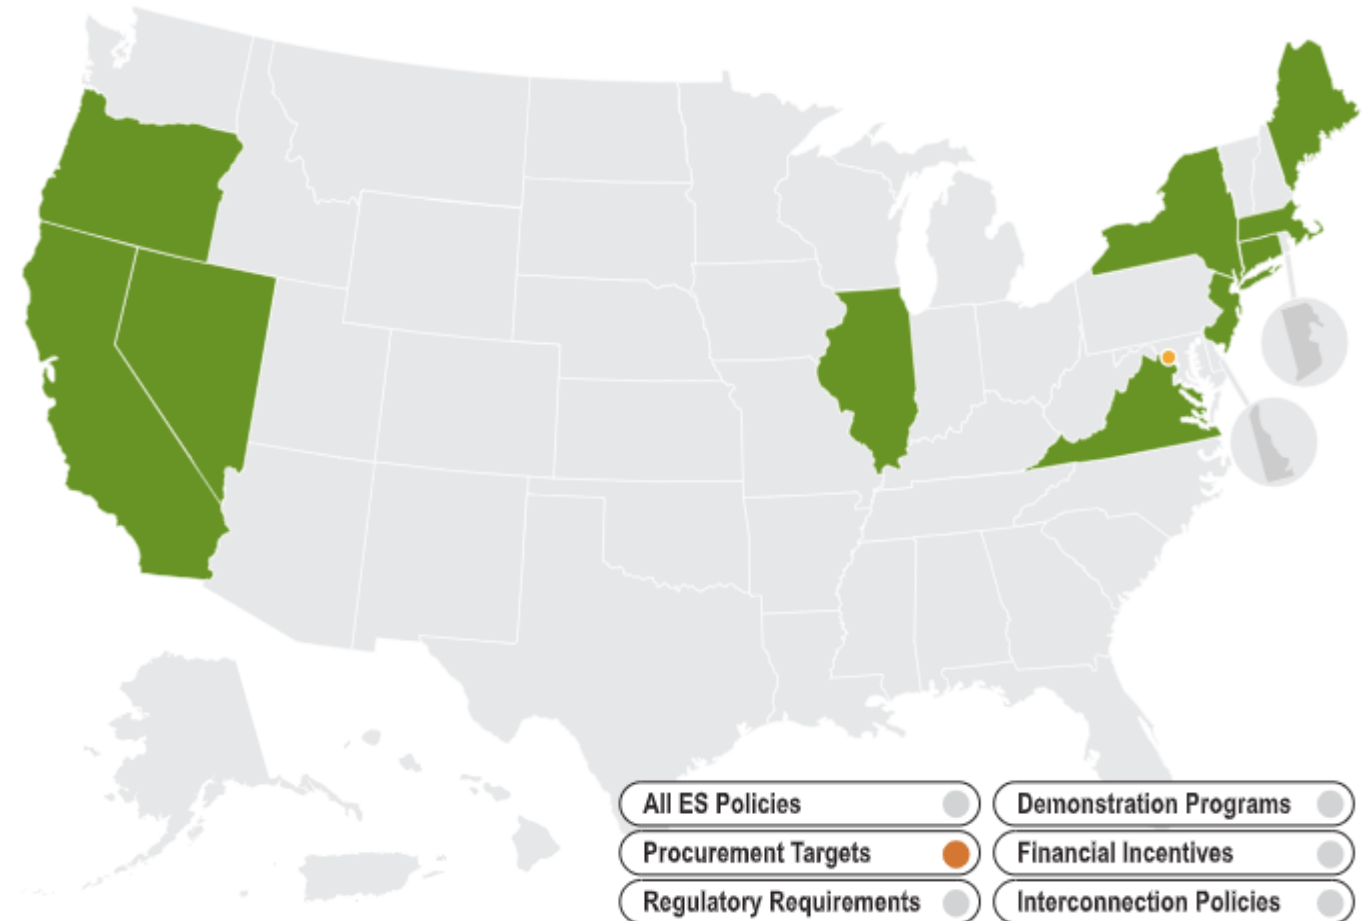 All ES Policies
Demonstration Programs
Procurement Targets
Financial Incentives
Regulatory Requirements
Interconnection Policies